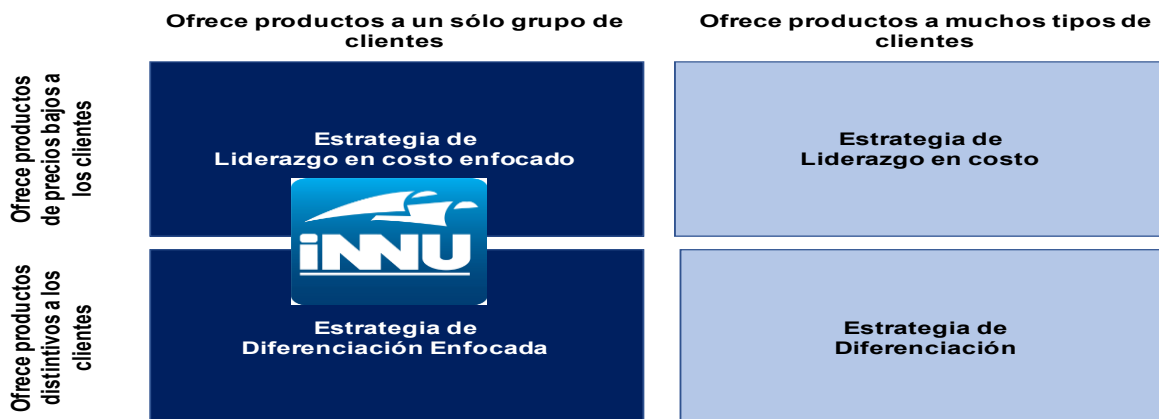 Ofrece productos a un sólo grupo de
clientes
Ofrece productos a muchos tipos de
clientes
Ofrece productos
de precios bajos a
los clientes
Estrategia de
Liderazgo en costo enfocado
Estrategia de
Liderazgo en costo
iNNU
Ofrece productos
distintivos a los
clientes
Estrategia de
Diferenciación Enfocada
Estrategia de
Diferenciación